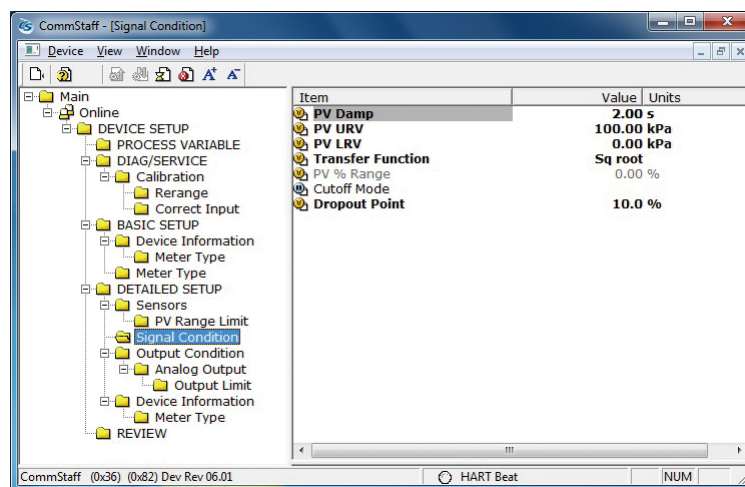 CommStaff - [Signal Condition]
Device View Window Help
Main
Online
DEVICE SETUP
PROCESS VARIABLE
DIAG/SERVICE
Calibration
Rerange
Correct Input
BASIC SETUP
Device Information
Meter Type
Meter Type
DETAILED SETUP
Sensors
PV Range Limit
Signal Condition
Output Condition
Analog Output
Output Limit
Device Information
Meter Type
REVIEW
Item Value Units
PV Damp 2.00 s
PV URV 100.00 kPa
PV LRV 0.00 kPa
Transfer Function Sq root
PV % Range 0.00 %
Cutoff Mode
Dropout Point 10.0 %
CommStaff (0x36) (0x82) Dev Rev 06.01 HART Beat NUM